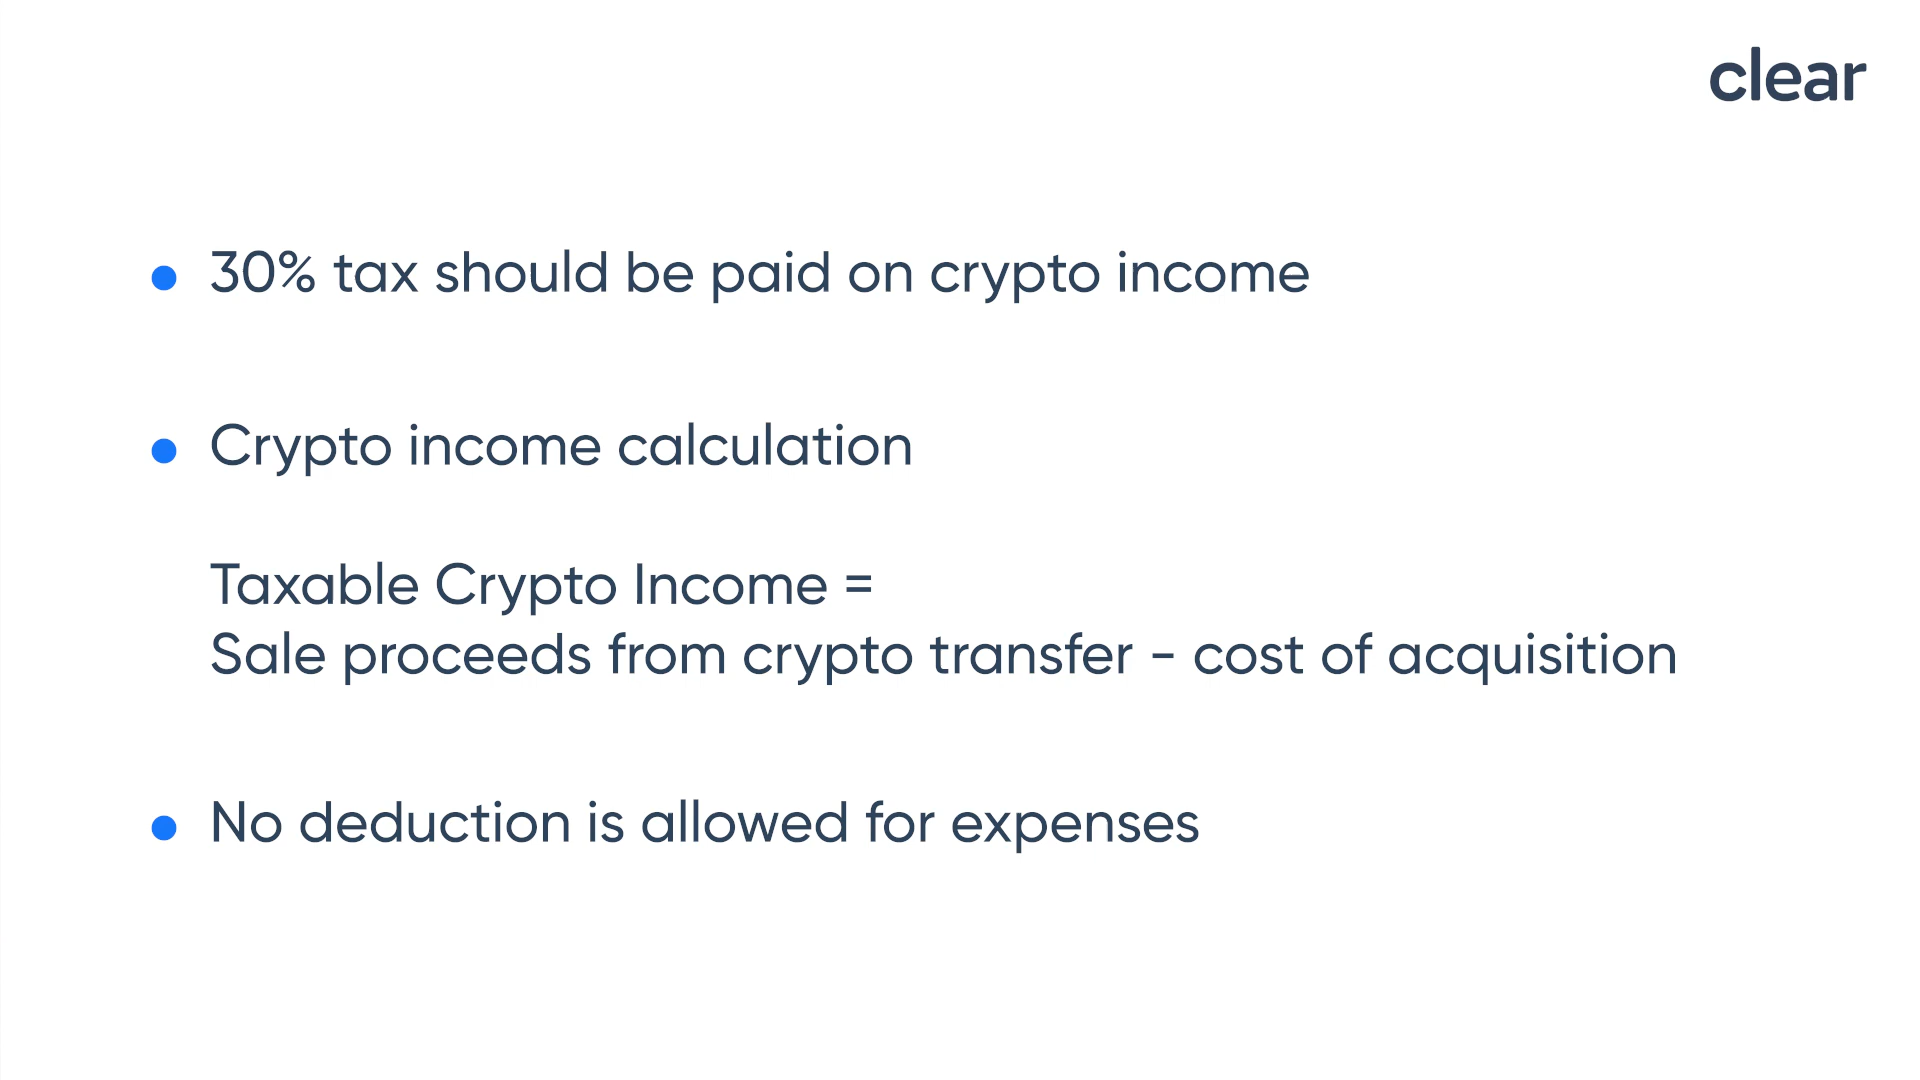 clear
30% tax should be paid on crypto income
Crypto income calculation
Taxable Crypto Income =
Sale proceeds from crypto transfer - cost of acquisition
No deduction is allowed for expenses